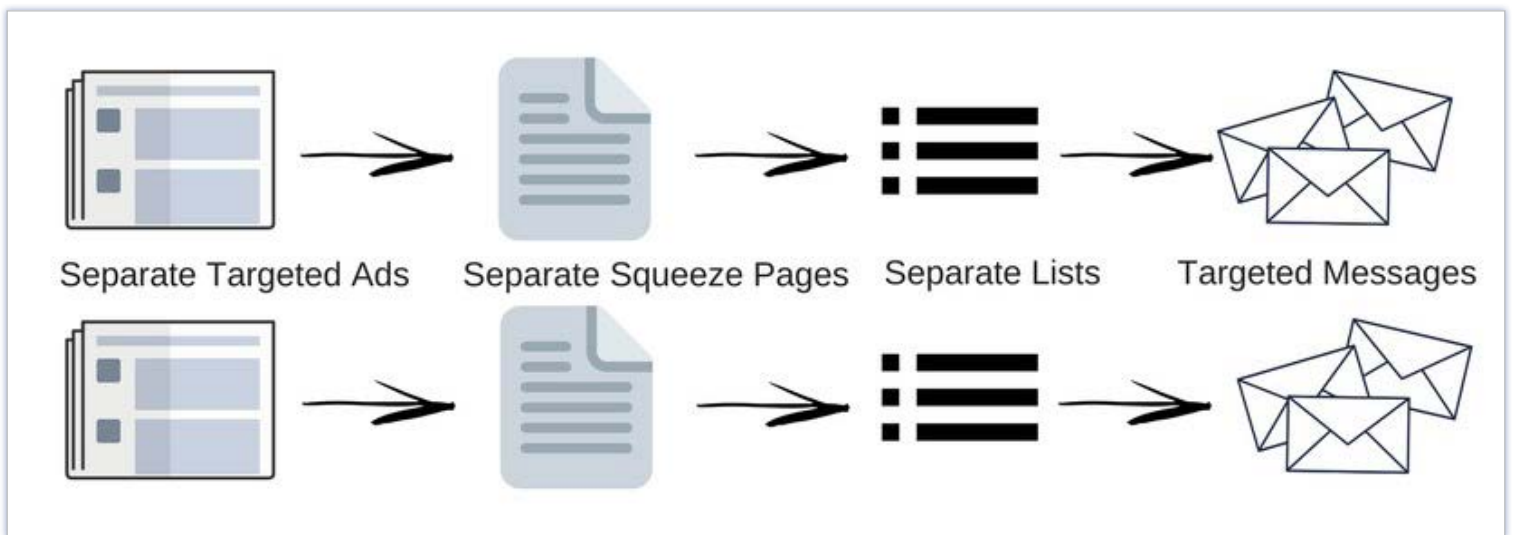 Separate Targeted Ads
Separate Squeeze Pages
Separate Lists
Targeted Messages